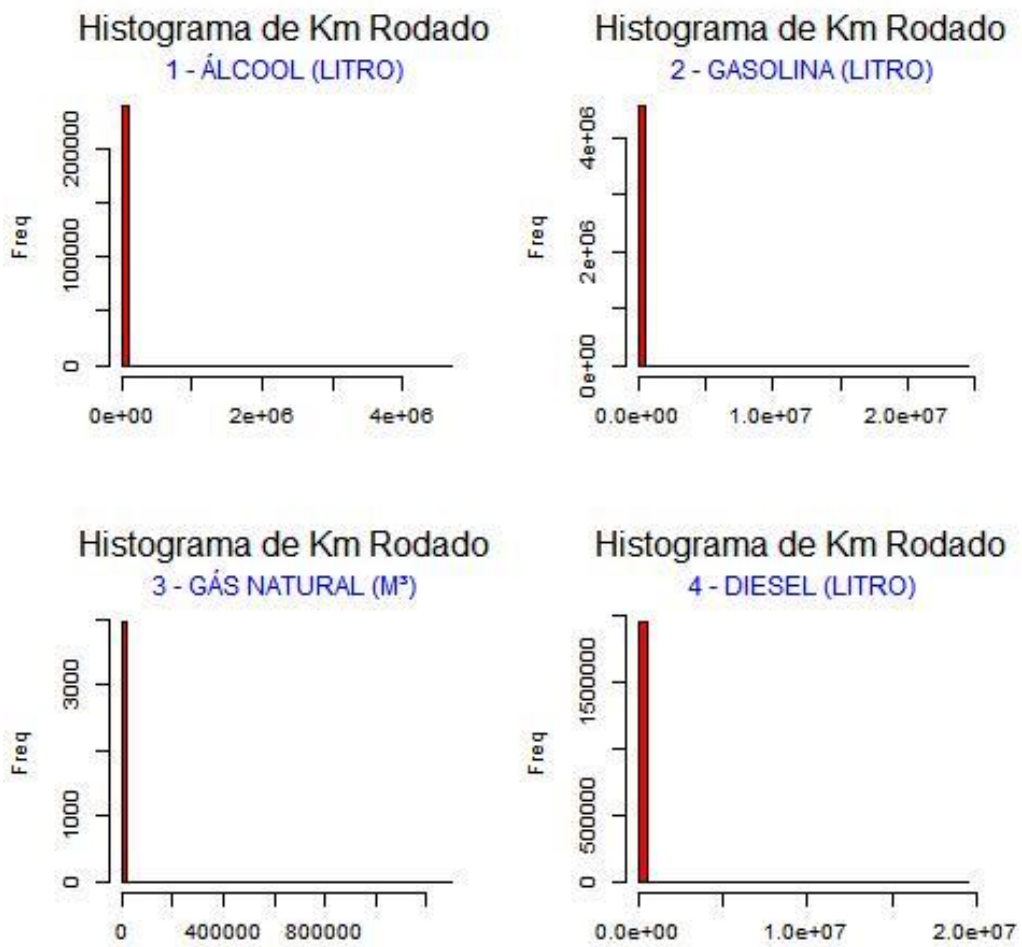 Histograma de Km Rodado
1 - ÁLCOOL (LITRO)
Freq
0
1000000
2000000
0e+00
2e+06
4e+06
Histograma de Km Rodado
2 - GASOLINA (LITRO)
Freq
0e+00
2e+06
4e+06
0.0e+00
1.0e+07
2.0e+07
Histograma de Km Rodado
3 - GÁS NATURAL (M³)
Freq
0
1000
3000
0
400000
800000
Histograma de Km Rodado
4 - DIESEL (LITRO)
Freq
0
500000
1500000
0.0e+00
1.0e+07
2.0e+07